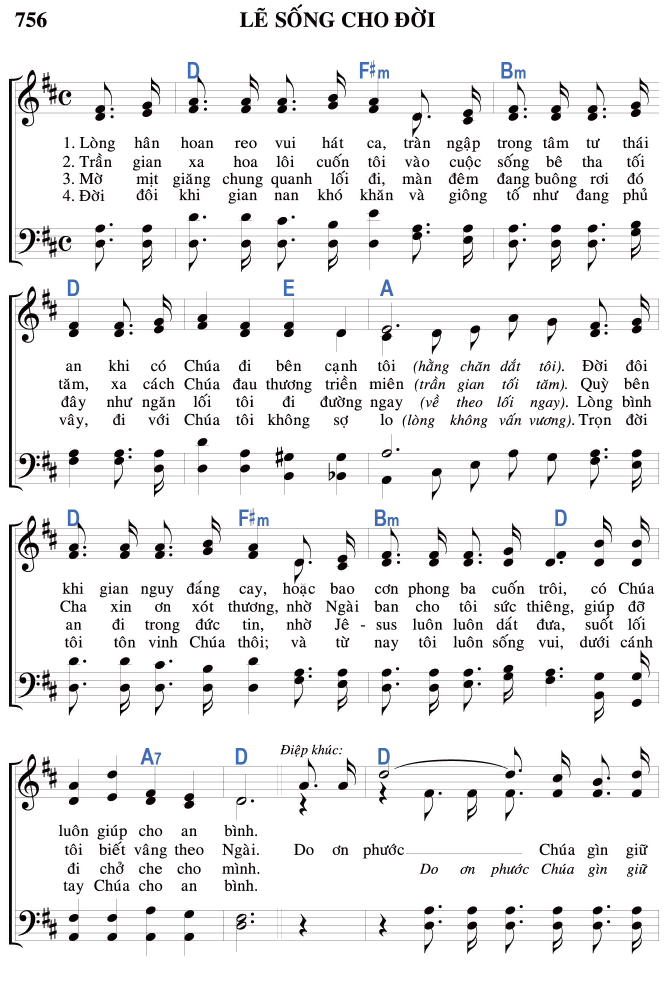 756 LẼ SỐNG CHO ĐỜI
D F#m Bm
1. Lòng hân hoan reo vui hát ca, tràn ngập trong tâm tư thái
2. Trần gian xa hoa lôi cuốn tôi vào cuộc sống bê tha tối
3. Mờ mịt giăng chung quanh lối đi, màn đêm đang buông rơi đó
4. Đời đôi khi gian nan khó khăn và giông tố như đang phủ
D E A
an khi có Chúa đi bên cạnh tôi (hằng chăn dắt tôi). Đời đôi
tăm, xa cách Chúa đau thương triền miên (trần gian tối tăm). Quỳ bên
đây như ngăn lối tôi đi đường ngay (về theo lối ngay). Lòng bình
vây, đi với Chúa tôi không sợ lo (lòng không vấn vương). Trọn đời
D F#m Bm D
khi gian nguy đắng cay, hoặc bao cơn phong ba cuốn trôi, có Chúa
Cha xin ơn xót thương, nhờ Ngài ban cho tôi sức thiêng, giúp đỡ
an đi trong đức tin, nhờ Jê - sus luôn luôn dắt đưa, suốt lối
tôi tôn vinh Chúa thôi; và từ nay tôi luôn sống vui, dưới cánh
A7 D Điệp khúc: D
luôn giúp cho an bình.
tôi biết vâng theo Ngài. Do ơn phước Chúa gìn giữ
đi chở che cho mình. Do ơn phước Chúa gìn giữ
tay Chúa cho an bình.